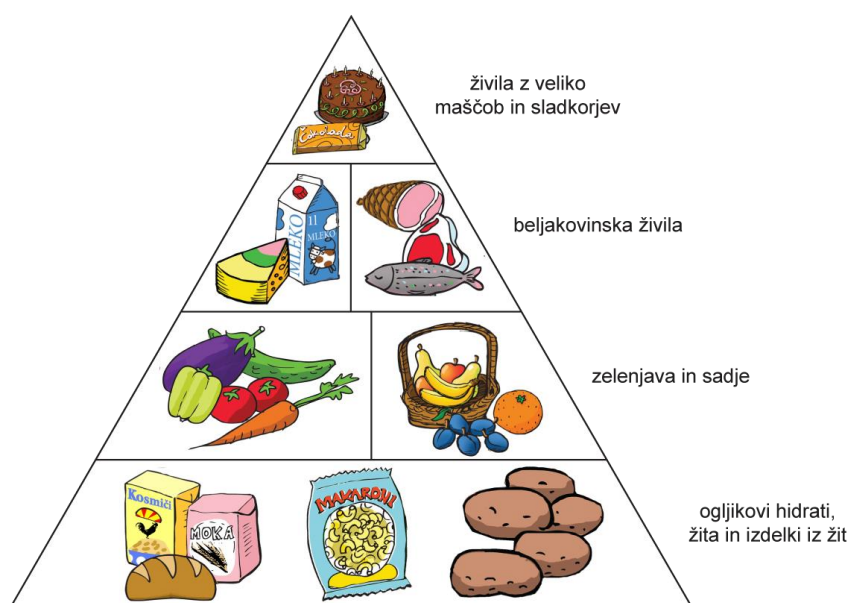 živila z veliko
maščob in sladkorjev
Čokolada
1l
MLEKO
MLEKO
beljakovinska živila
zelenjava in sadje
Kosmiči
MOKA
MAKARONI
ogljikovi hidrati,
žita in izdelki iz žit